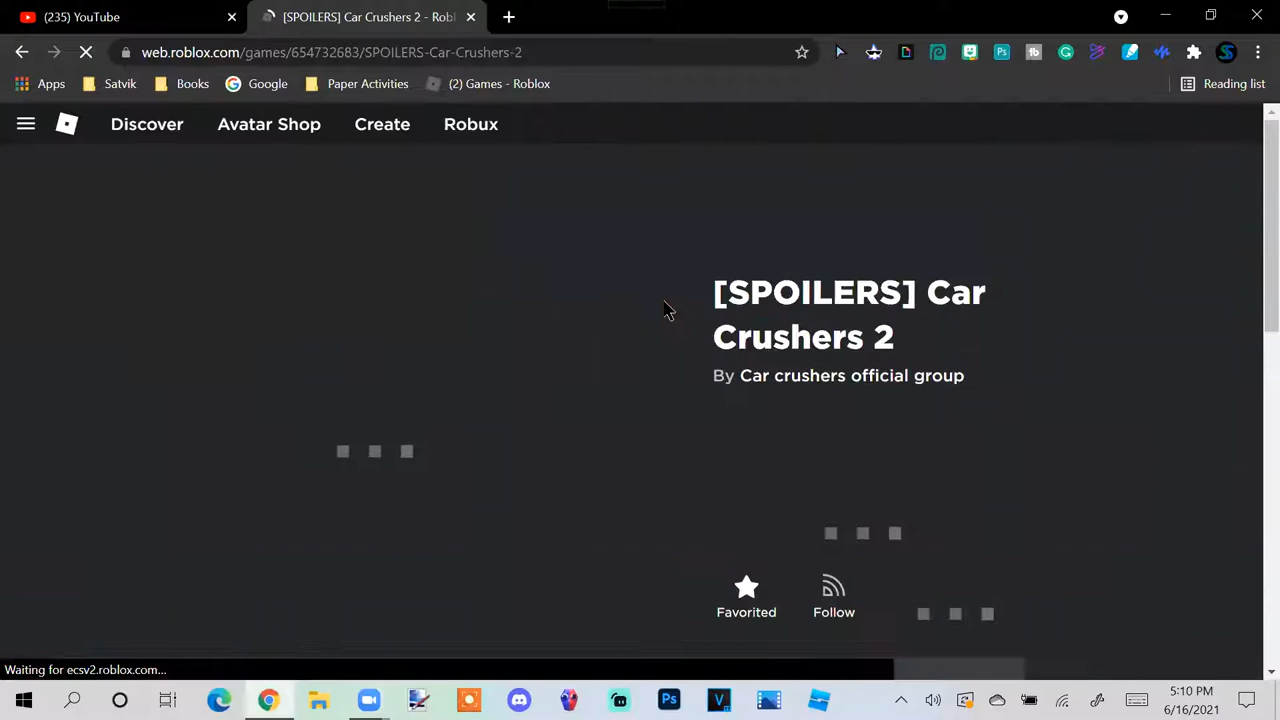 (235) YouTube
[SPOILERS] Car Crushers 2 - Robl
web.roblox.com/games/654732683/SPOILERS-Car-Crushers-2
Apps
Satvik
Books
Google
Paper Activities
(2) Games - Roblox
Reading list
Discover
Avatar Shop
Create
Robux
[SPOILERS] Car
Crushers 2
By Car crushers official group
Favorited
Follow
Waiting for ecsv2.roblox.com...
5:10 PM
6/16/2021